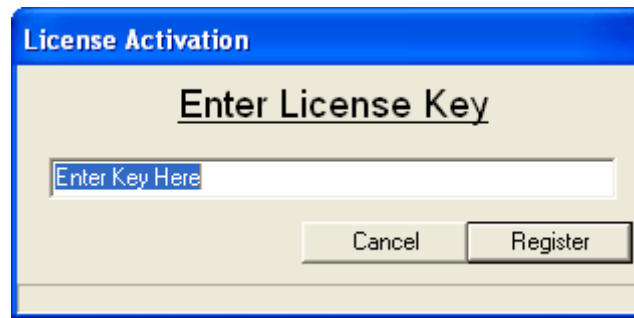 License Activation
Enter License Key
Enter Key Here
Cancel Register